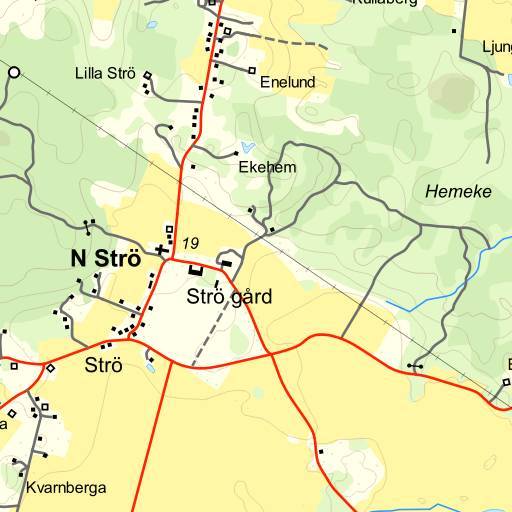 Kullaberg
Ljung
Lilla Strö
Enelund
Ekehem
Hemeke
19
N Strö
Strö gård
Strö
Kvarnberga